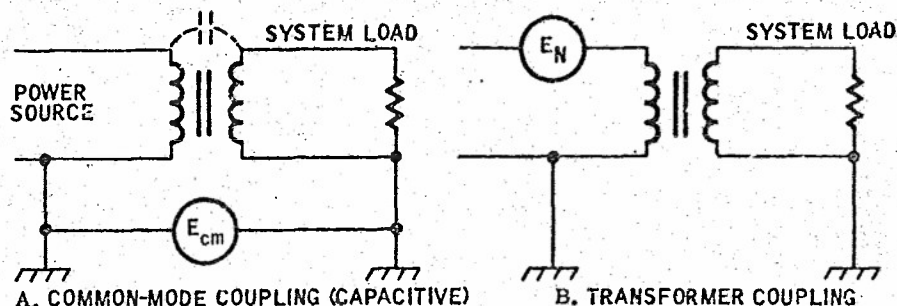 SYSTEM LOAD
POWER
SOURCE
E_cm
A. COMMON-MODE COUPLING (CAPACITIVE)
E_N
SYSTEM LOAD
B. TRANSFORMER COUPLING